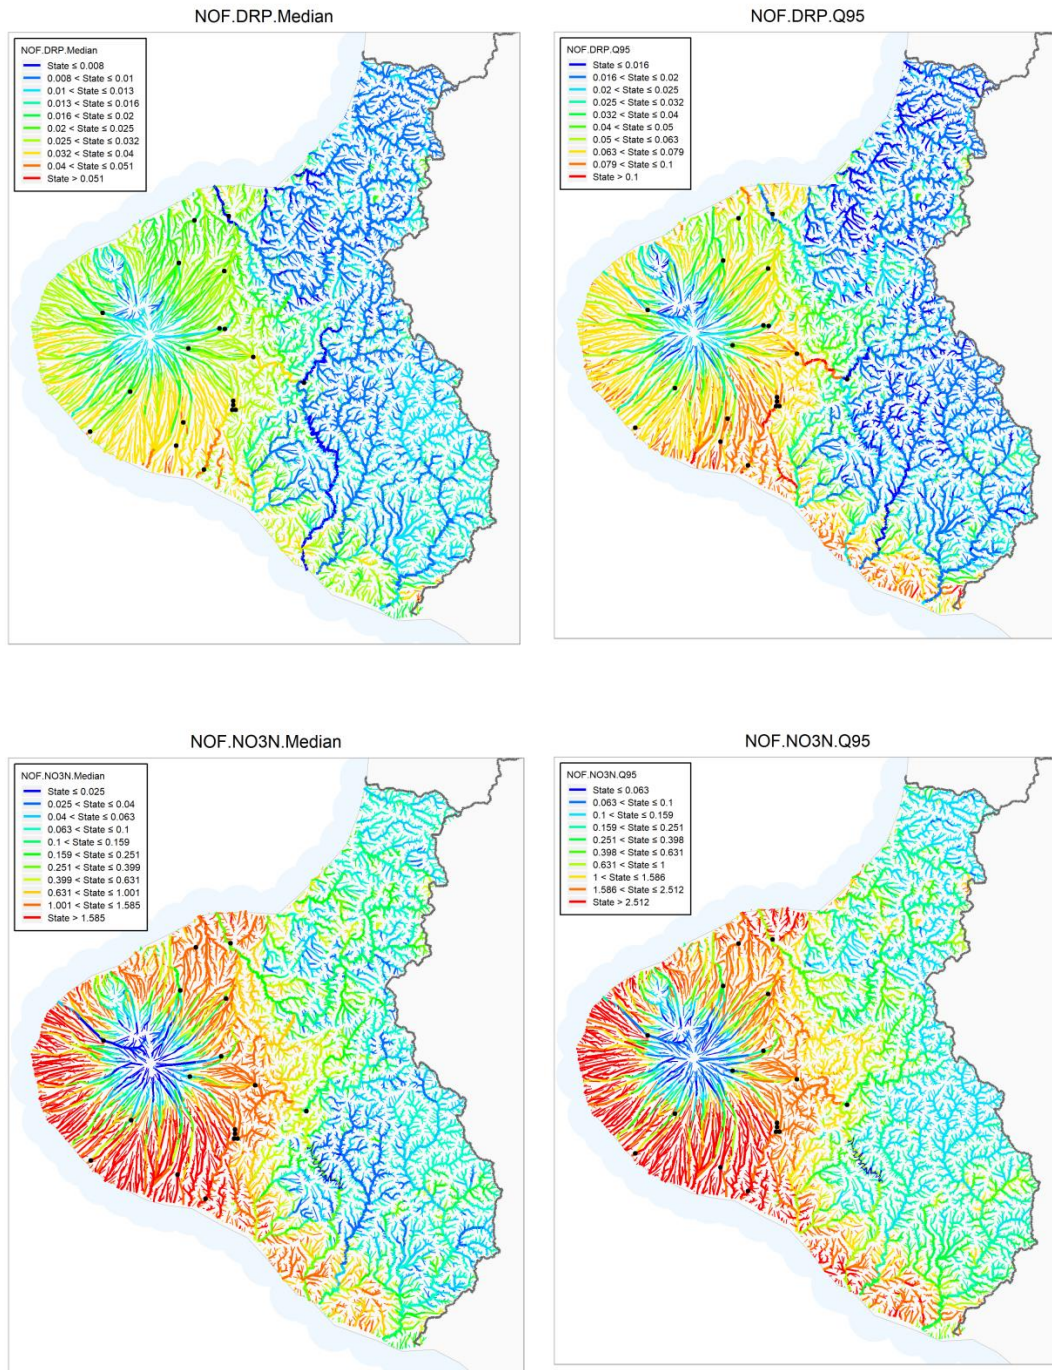 NOF.DRP.Median
NOF.DRP.Median
State ≤ 0.008
0.008 < State ≤ 0.01
0.01 < State ≤ 0.013
0.013 < State ≤ 0.016
0.016 < State ≤ 0.02
0.02 < State ≤ 0.025
0.025 < State ≤ 0.032
0.032 < State ≤ 0.04
0.04 < State ≤ 0.051
State > 0.051
NOF.DRP.Q95
NOF.DRP.Q95
State ≤ 0.016
0.016 < State ≤ 0.02
0.02 < State ≤ 0.025
0.025 < State ≤ 0.032
0.032 < State ≤ 0.04
0.04 < State ≤ 0.05
0.05 < State ≤ 0.063
0.063 < State ≤ 0.079
0.079 < State ≤ 0.1
State > 0.1
NOF.NO3N.Median
NOF.NO3N.Median
State ≤ 0.025
0.025 < State ≤ 0.04
0.04 < State ≤ 0.063
0.063 < State ≤ 0.1
0.1 < State ≤ 0.159
0.159 < State ≤ 0.251
0.251 < State ≤ 0.399
0.399 < State ≤ 0.631
0.631 < State ≤ 1.001
1.001 < State ≤ 1.585
State > 1.585
NOF.NO3N.Q95
NOF.NO3N.Q95
State ≤ 0.063
0.063 < State ≤ 0.1
0.1 < State ≤ 0.159
0.159 < State ≤ 0.251
0.251 < State ≤ 0.398
0.398 < State ≤ 0.631
0.631 < State ≤ 1
1 < State ≤ 1.586
1.586 < State ≤ 2.512
State > 2.512